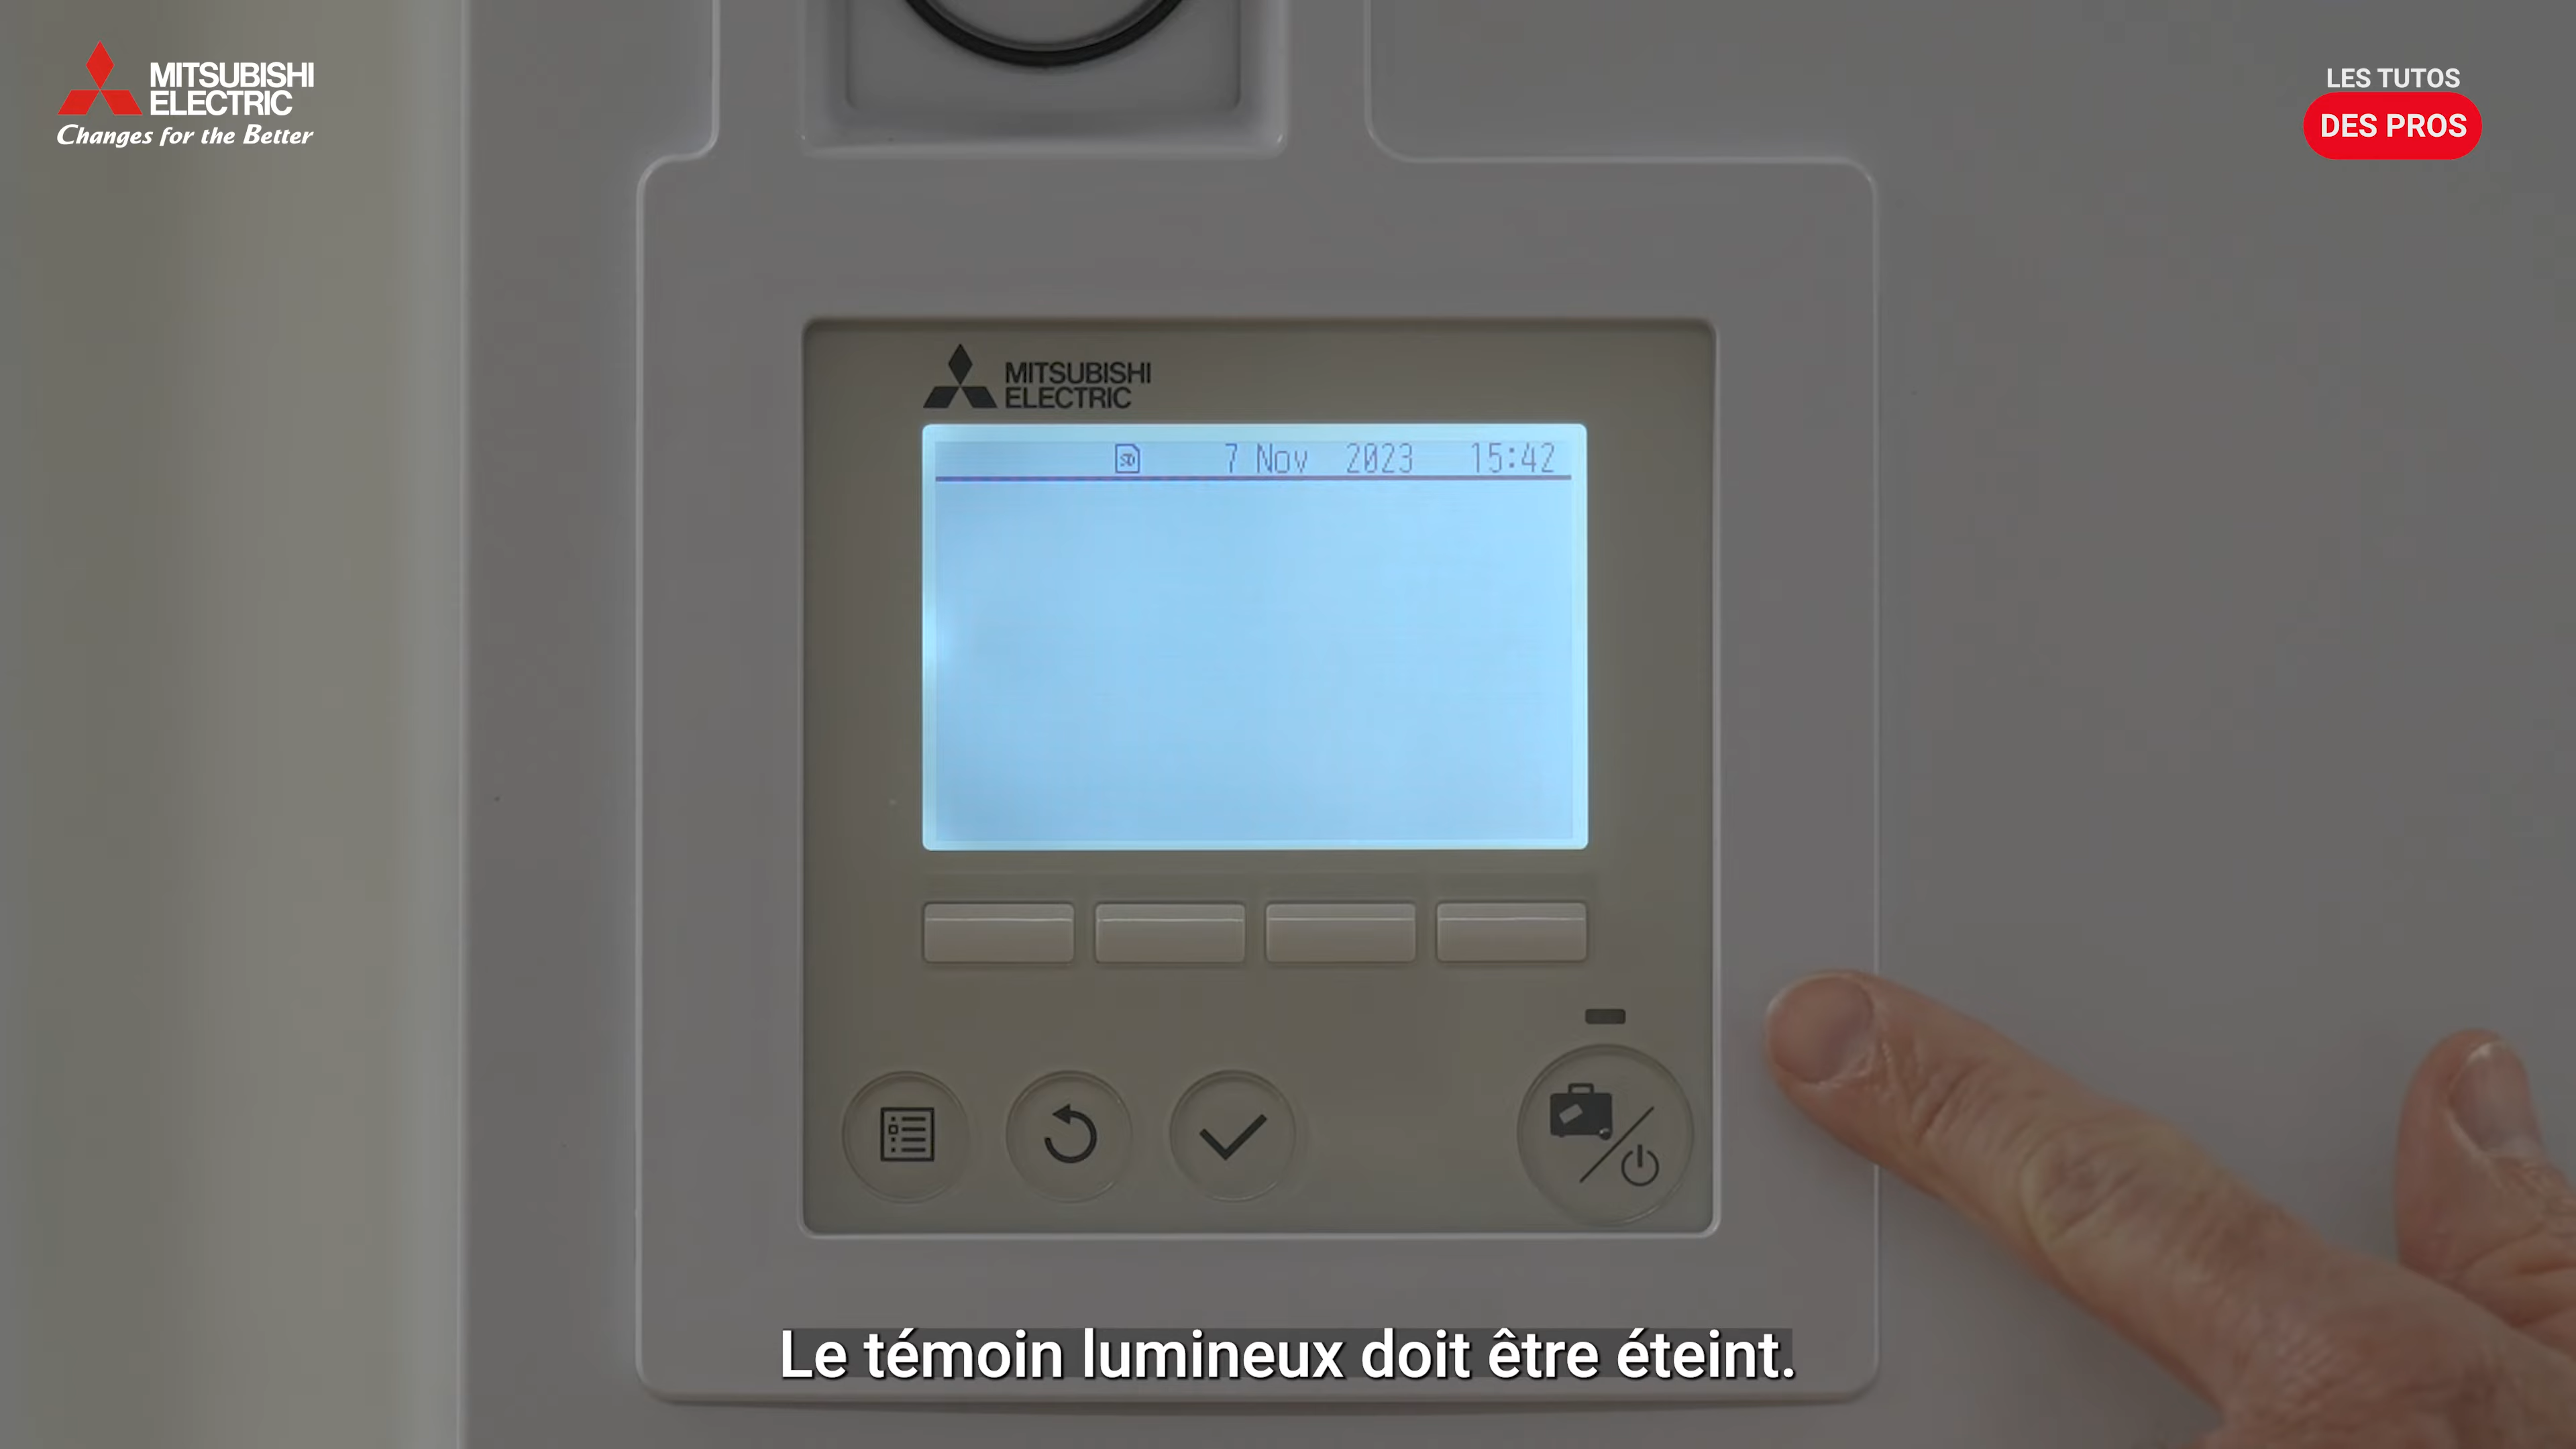 MITSUBISHI
ELECTRIC
Changes for the Better
LES TUTOS
DES PROS
MITSUBISHI
ELECTRIC
SD 7 Nov 2023 15:42
Le témoin lumineux doit être éteint.